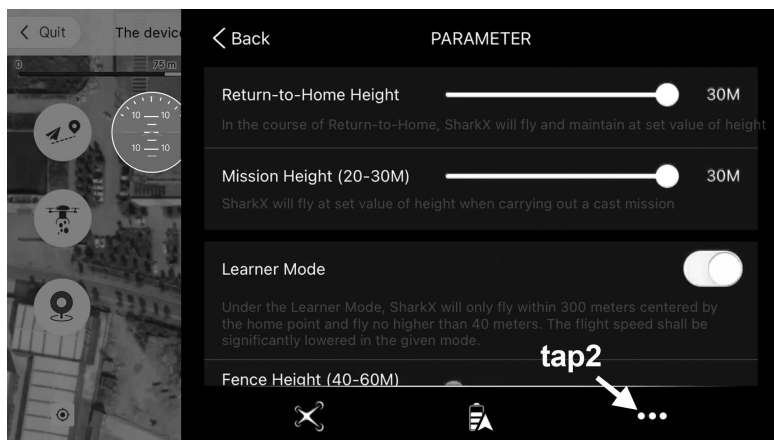 Quit
The device
Back
PARAMETER
0
75 m
10 10
10 10
Return-to-Home Height
30M
In the course of Return-to-Home, SharkX will fly and maintain at set value of height
Mission Height (20-30M)
30M
SharkX will fly at set value of height when carrying out a cast mission
Learner Mode
Under the Learner Mode, SharkX will only fly within 300 meters centered by
the home point and fly no higher than 40 meters. The flight speed shall be
significantly lowered in the given mode.
tap2
Fence Height (40-60M)